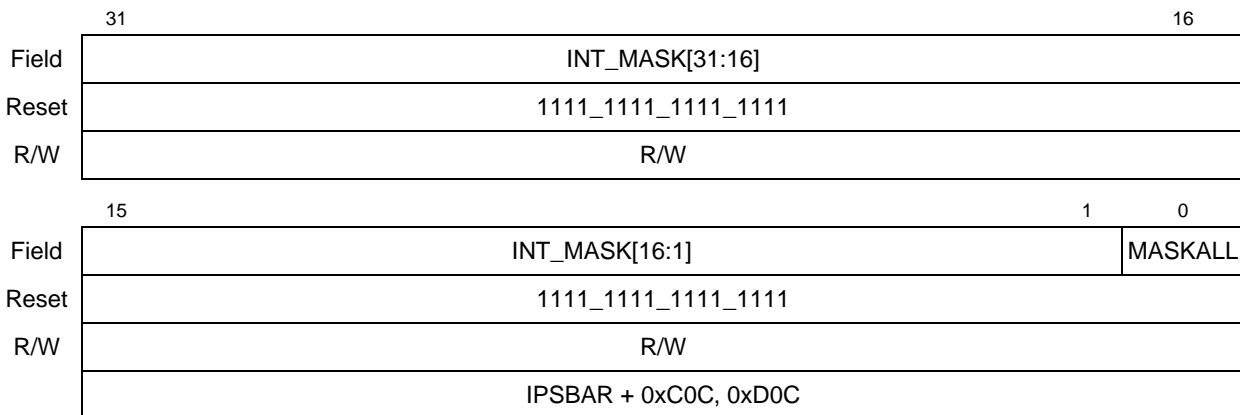 31 16
Field INT_MASK[31:16]
Reset 1111_1111_1111_1111
R/W R/W
15 1 0
Field INT_MASK[16:1] MASKALL
Reset 1111_1111_1111_1111
R/W R/W
IPSBAR + 0xC0C, 0xD0C